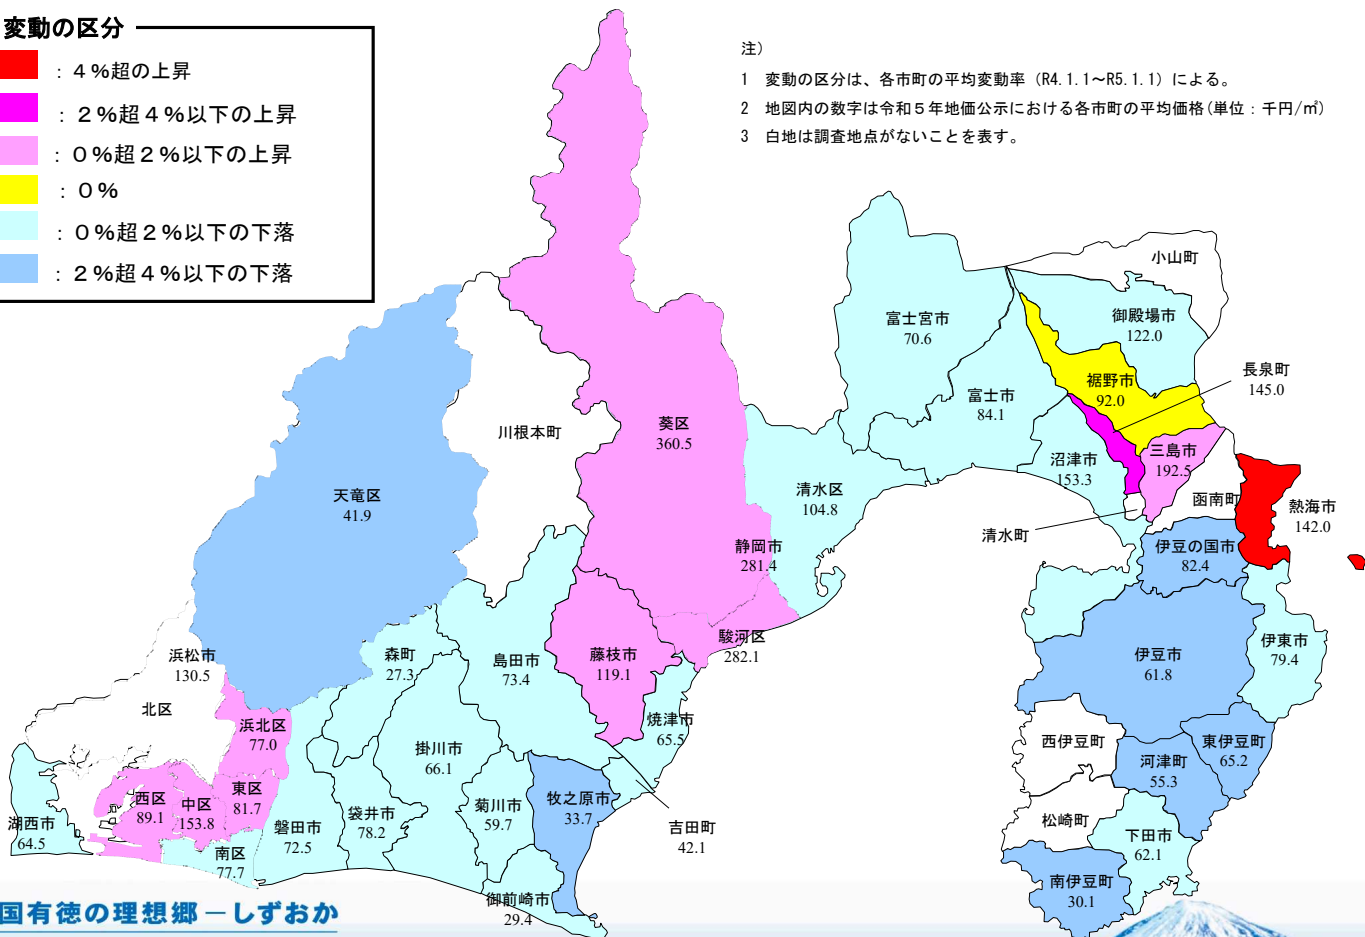 変動の区分
：４％超の上昇
：２％超４％以下の上昇
：０％超２％以下の上昇
：０％
：０％超２％以下の下落
：２％超４％以下の下落
注）
1 変動の区分は、各市町の平均変動率（R4.1.1～R5.1.1）による。
2 地図内の数字は令和５年地価公示における各市町の平均価格(単位：千円/㎡)
3 白地は調査地点がないことを表す。
小山町
御殿場市
122.0
富士宮市
70.6
長泉町
145.0
裾野市
92.0
富士市
84.1
葵区
360.5
川根本町
三島市
192.5
沼津市
153.3
函南町
熱海市
142.0
清水区
104.8
天竜区
41.9
清水町
静岡市
281.4
伊豆の国市
82.4
駿河区
282.1
伊東市
79.4
伊豆市
61.8
藤枝市
119.1
島田市
73.4
森町
27.3
浜松市
130.5
北区
浜北区
77.0
焼津市
65.5
西伊豆町
東伊豆町
65.2
河津町
55.3
掛川市
66.1
東区
81.7
西区
89.1
中区
153.8
菊川市
59.7
牧之原市
33.7
袋井市
78.2
磐田市
72.5
湖西市
64.5
南区
77.7
吉田町
42.1
松崎町
下田市
62.1
南伊豆町
30.1
御前崎市
29.4
国有徳の理想郷－しずおか